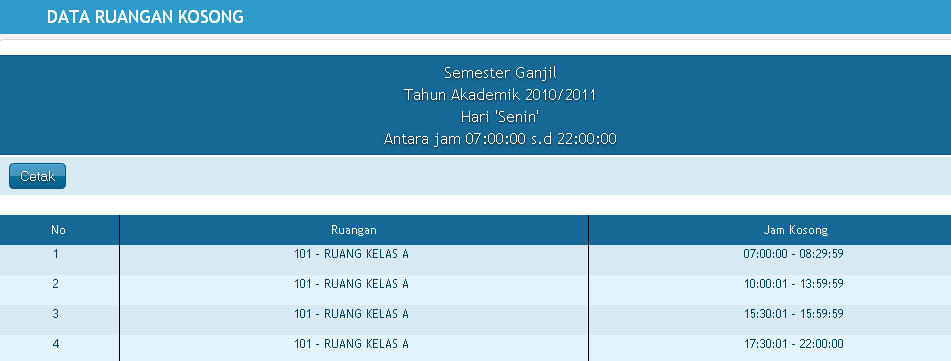 DATA RUANGAN KOSONG
Semester Ganjil
Tahun Akademik 2010/2011
Hari 'Senin'
Antara jam 07:00:00 s.d 22:00:00
Cetak
No Ruangan Jam Kosong
1 101 - RUANG KELAS A 07:00:00 - 08:29:59
2 101 - RUANG KELAS A 10:00:01 - 13:59:59
3 101 - RUANG KELAS A 15:30:01 - 15:59:59
4 101 - RUANG KELAS A 17:30:01 - 22:00:00